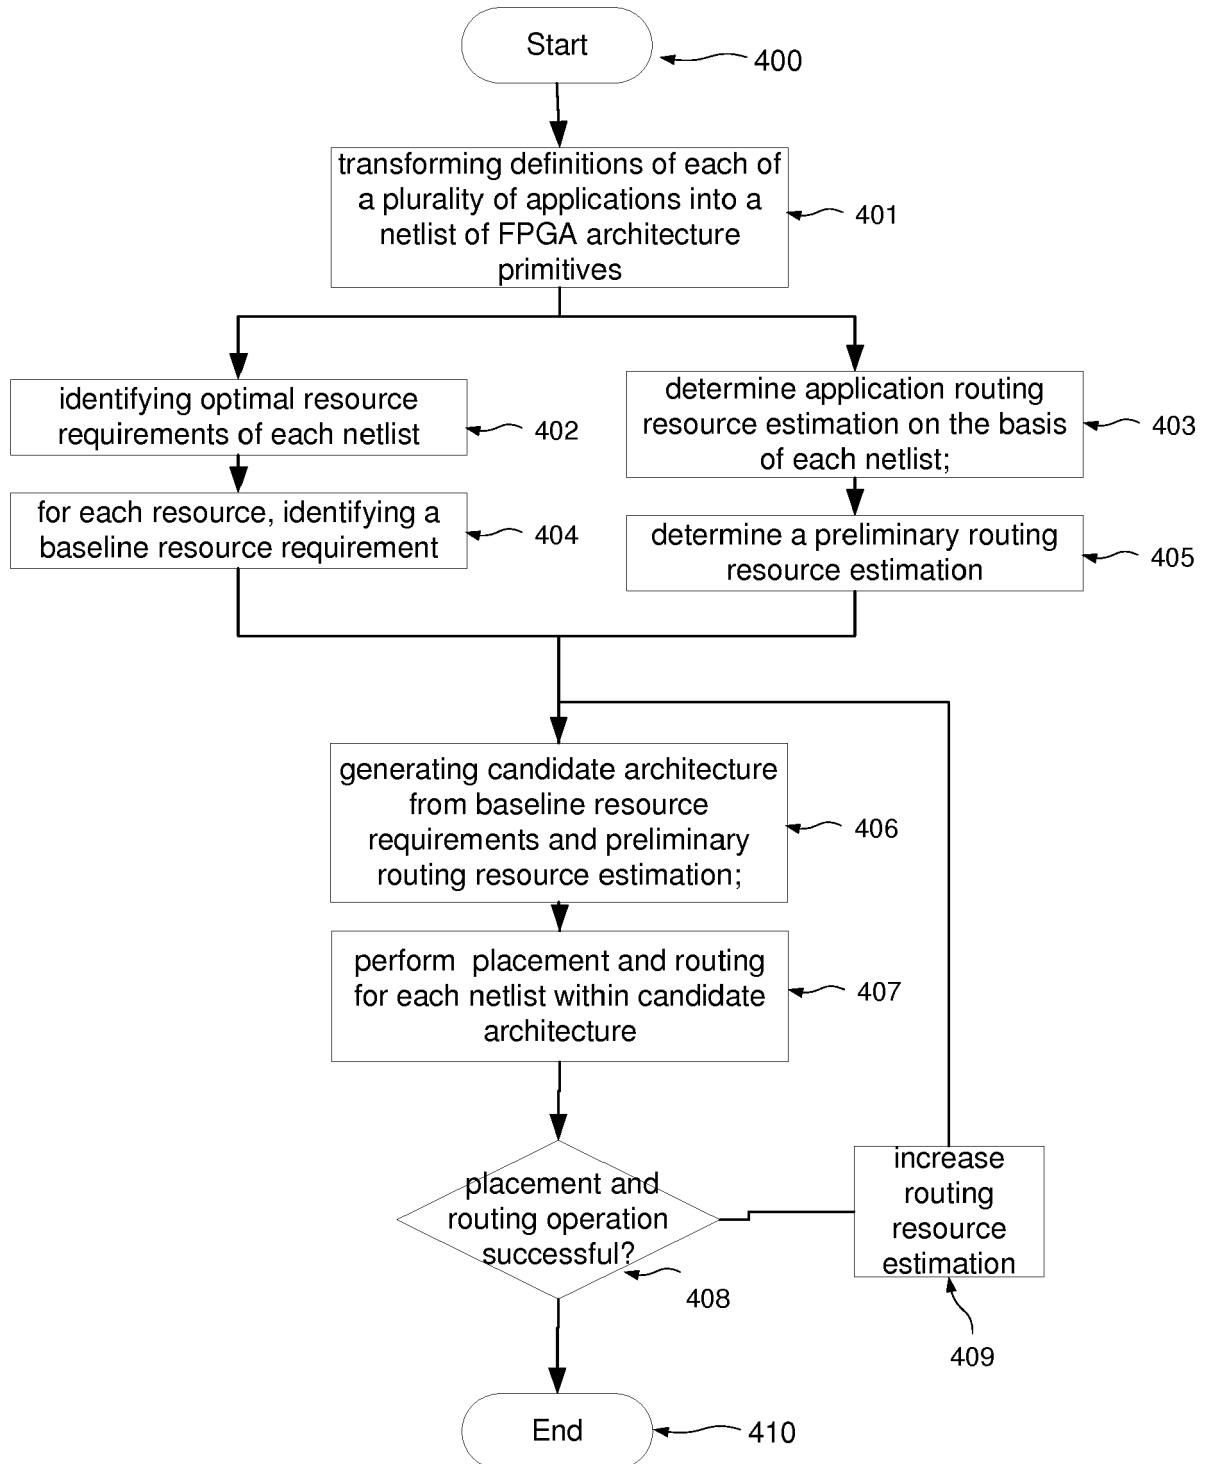 Start
400
transforming definitions of each of
a plurality of applications into a
netlist of FPGA architecture
primitives
401
identifying optimal resource
requirements of each netlist
402
determine application routing
resource estimation on the basis
of each netlist;
403
for each resource, identifying a
baseline resource requirement
404
determine a preliminary routing
resource estimation
405
generating candidate architecture
from baseline resource
requirements and preliminary
routing resource estimation;
406
perform placement and routing
for each netlist within candidate
architecture
407
placement and
routing operation
successful?
408
increase
routing
resource
estimation
409
End
410